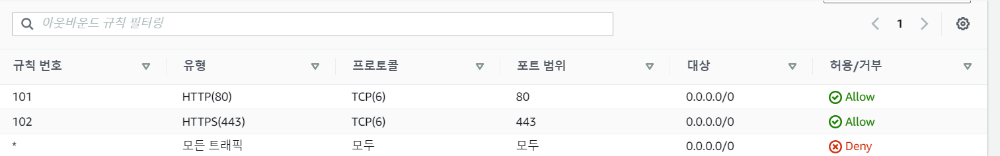 아웃바운드 규칙 필터링
1
규칙 번호 유형 프로토콜 포트 범위 대상 허용/거부
101 HTTP(80) TCP(6) 80 0.0.0.0/0 Allow
102 HTTPS(443) TCP(6) 443 0.0.0.0/0 Allow
* 모든 트래픽 모두 모두 0.0.0.0/0 Deny